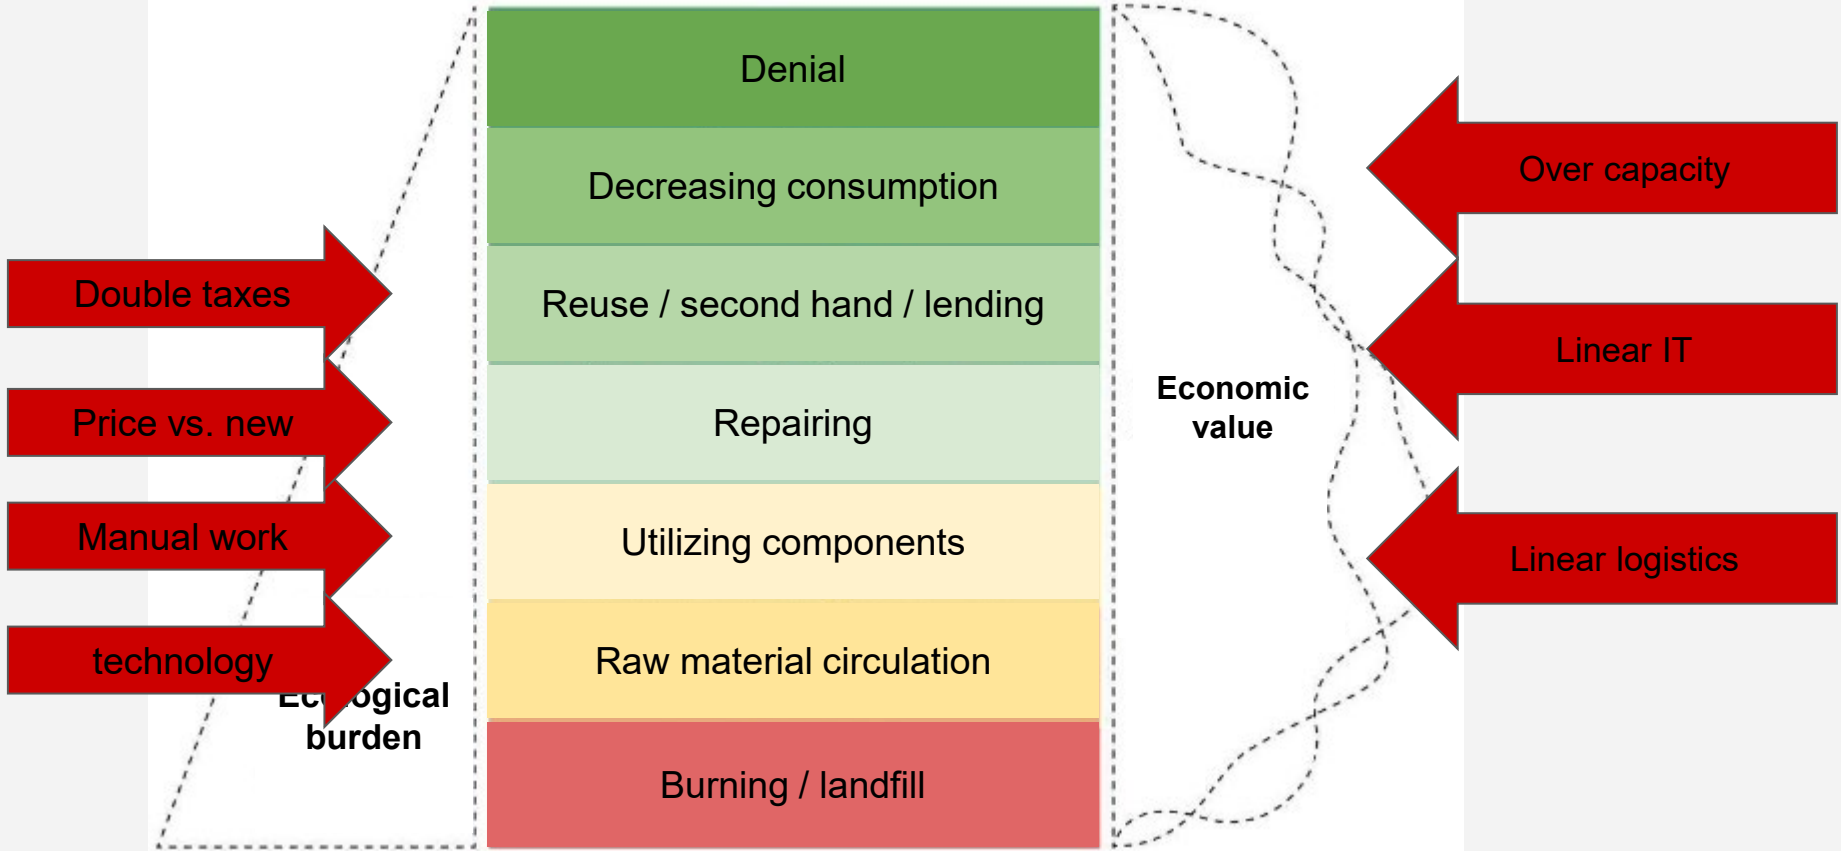 Denial
Decreasing consumption
Reuse / second hand / lending
Repairing
Utilizing components
Raw material circulation
Burning / landfill
Double taxes
Price vs. new
Manual work
technology
Ecological
burden
Economic
value
Over capacity
Linear IT
Linear logistics